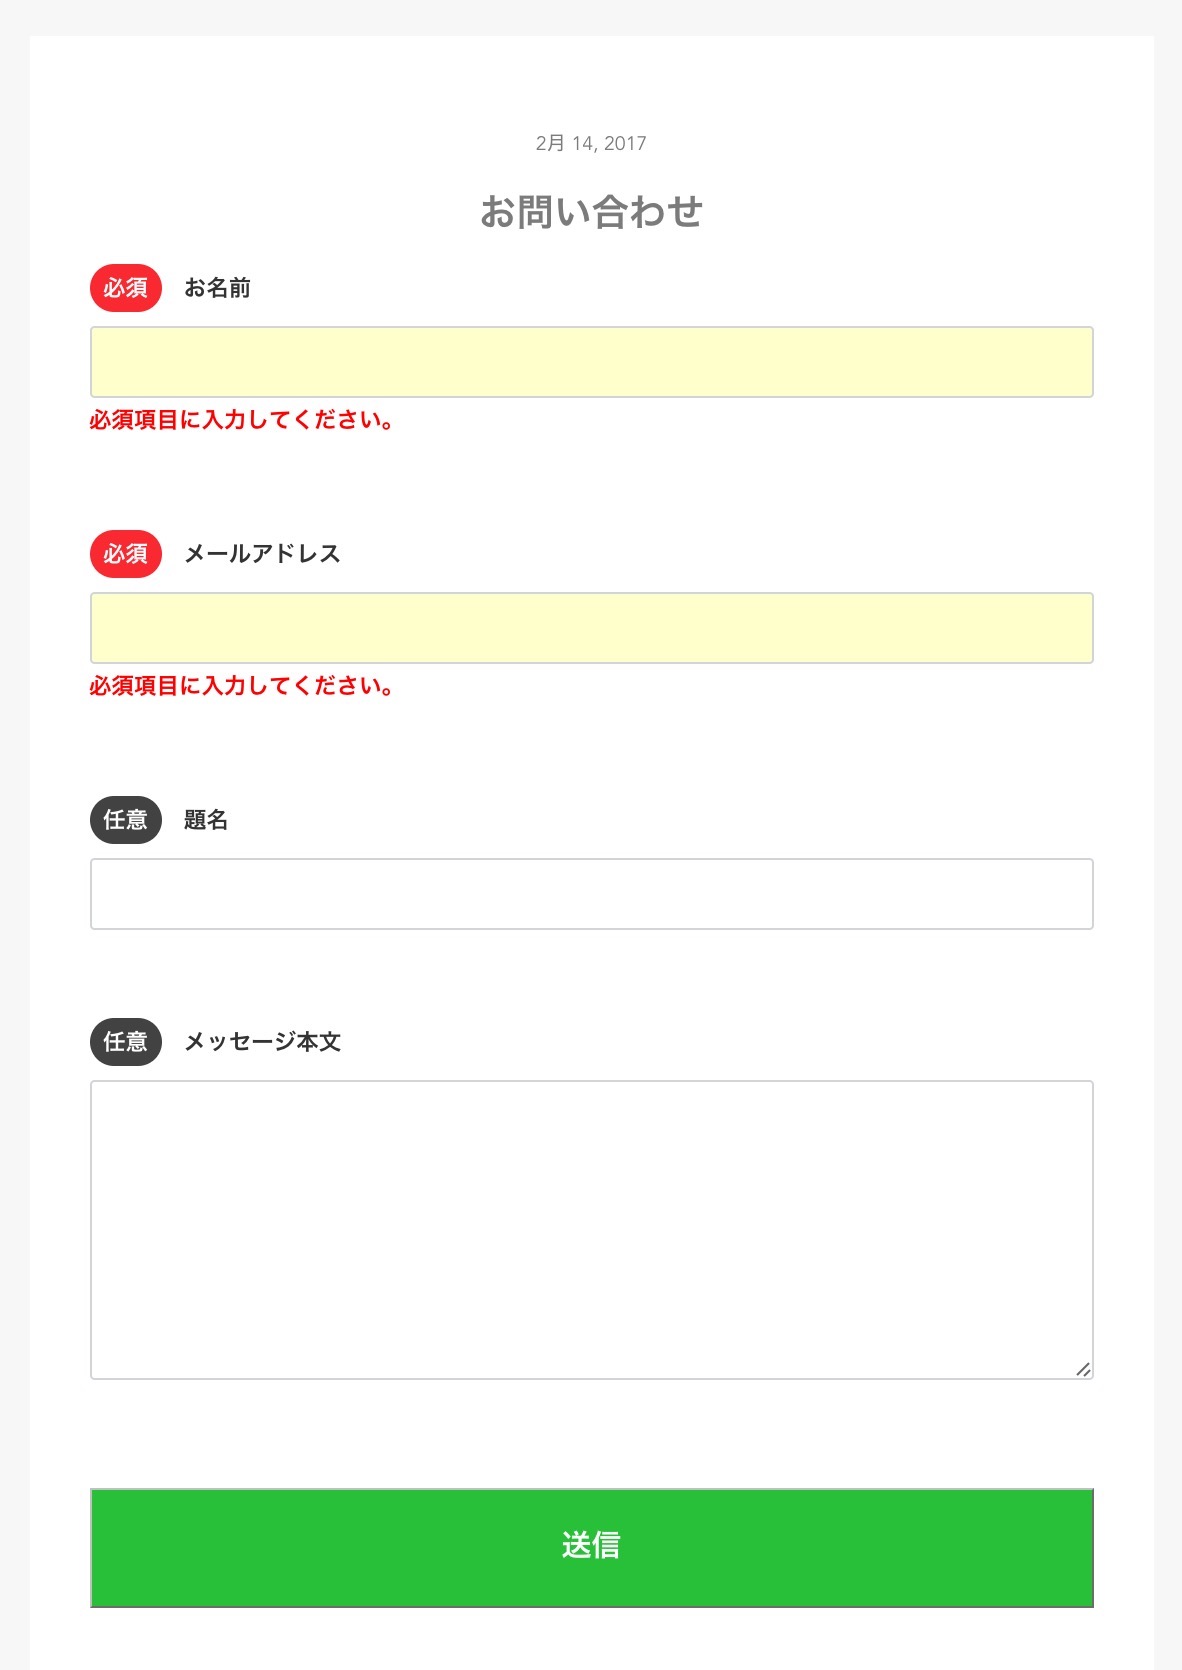 2月 14, 2017
お問い合わせ
必須 お名前
必須項目に入力してください。
必須 メールアドレス
必須項目に入力してください。
任意 題名
任意 メッセージ本文
送信